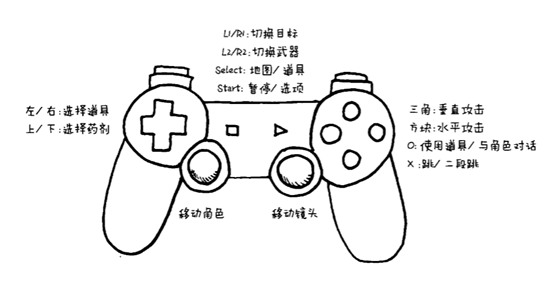 L1/R1:切换目标
L2/R2:切换武器
Select: 地图/ 道具
Start: 暂停/ 选项
左/ 右:选择道具
上/ 下:选择药剂
三角:垂直攻击
方块:水平攻击
O: 使用道具/ 与角色对话
X :跳/ 二段跳
移动角色
移动镜头